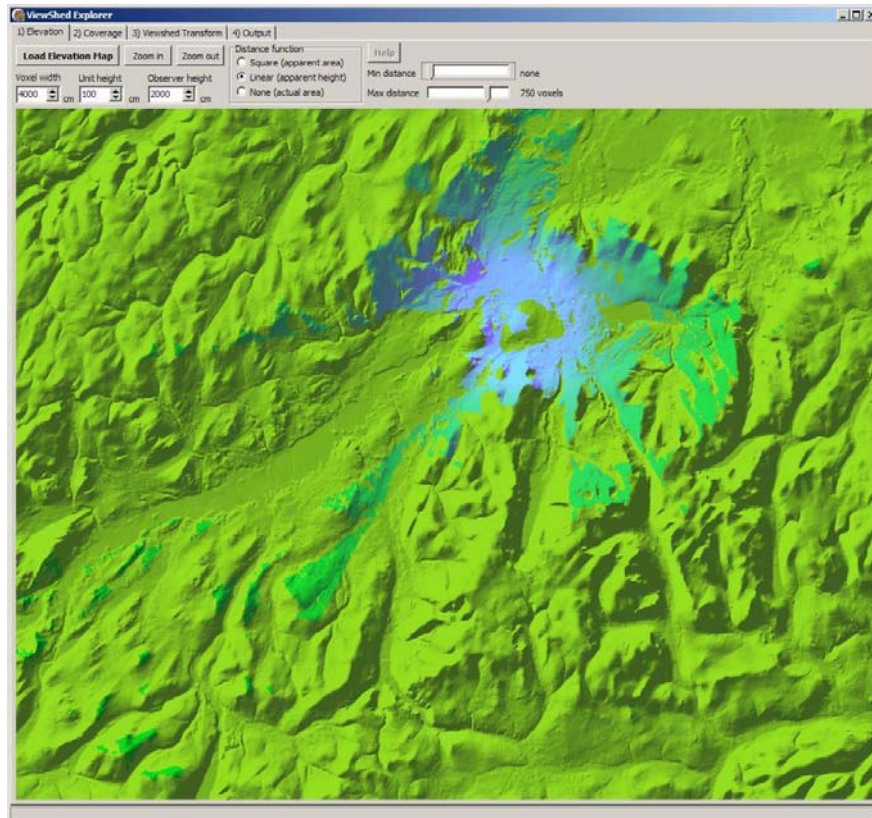 ViewShed Explorer
1) Elevation 2) Coverage 3) Viewshed Transform 4) Output
Load Elevation Map Zoom in Zoom out
Voxel width Unit height Observer height
4000 cm 100 cm 2000 cm
Distance function
Square (apparent area)
Linear (apparent height)
None (actual area)
Help
Min distance none
Max distance 750 voxels